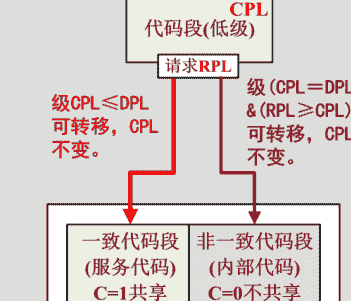 CPL
代码段(低级)
请求RPL
级CPL≤DPL
可转移，CPL
不变。
级(CPL＝DPL
&(RPL≥CPL)
可转移，CPL
不变。
一致代码段
(服务代码)
C=1共享
非一致代码段
(内部代码)
C=0不共享